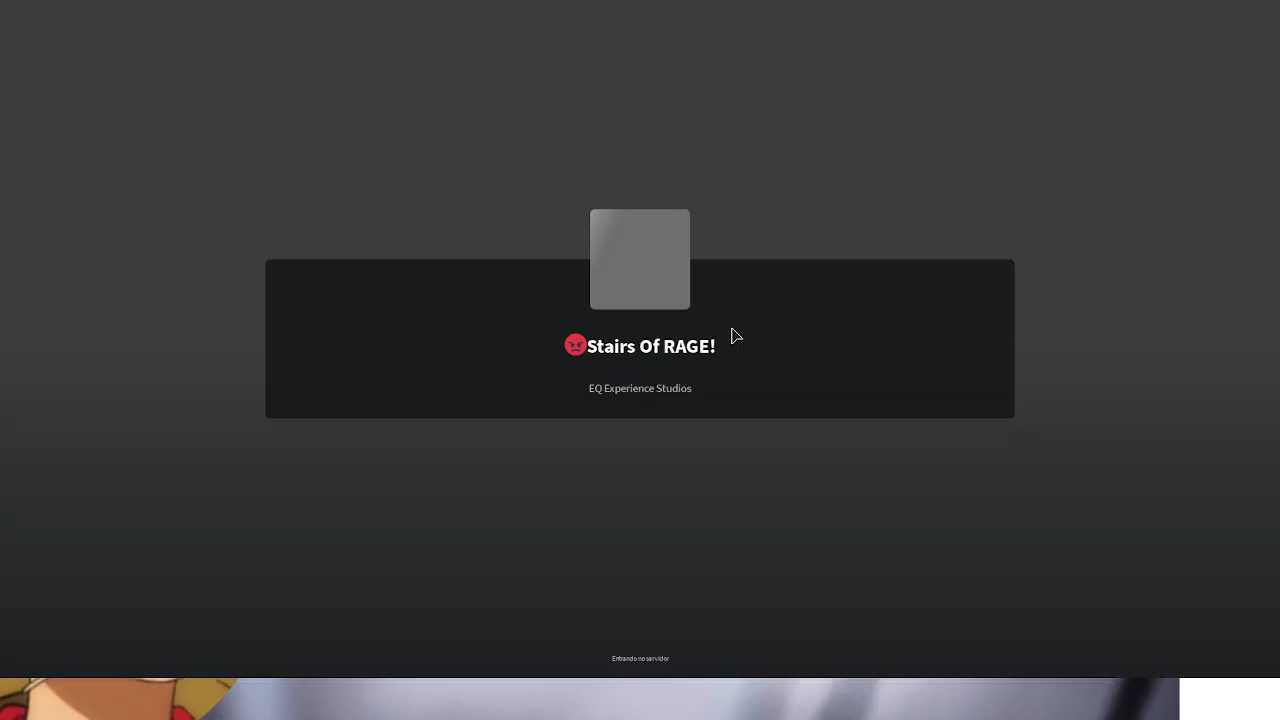 😡Stairs Of RAGE!
EQ Experience Studios
Entrando no servidor